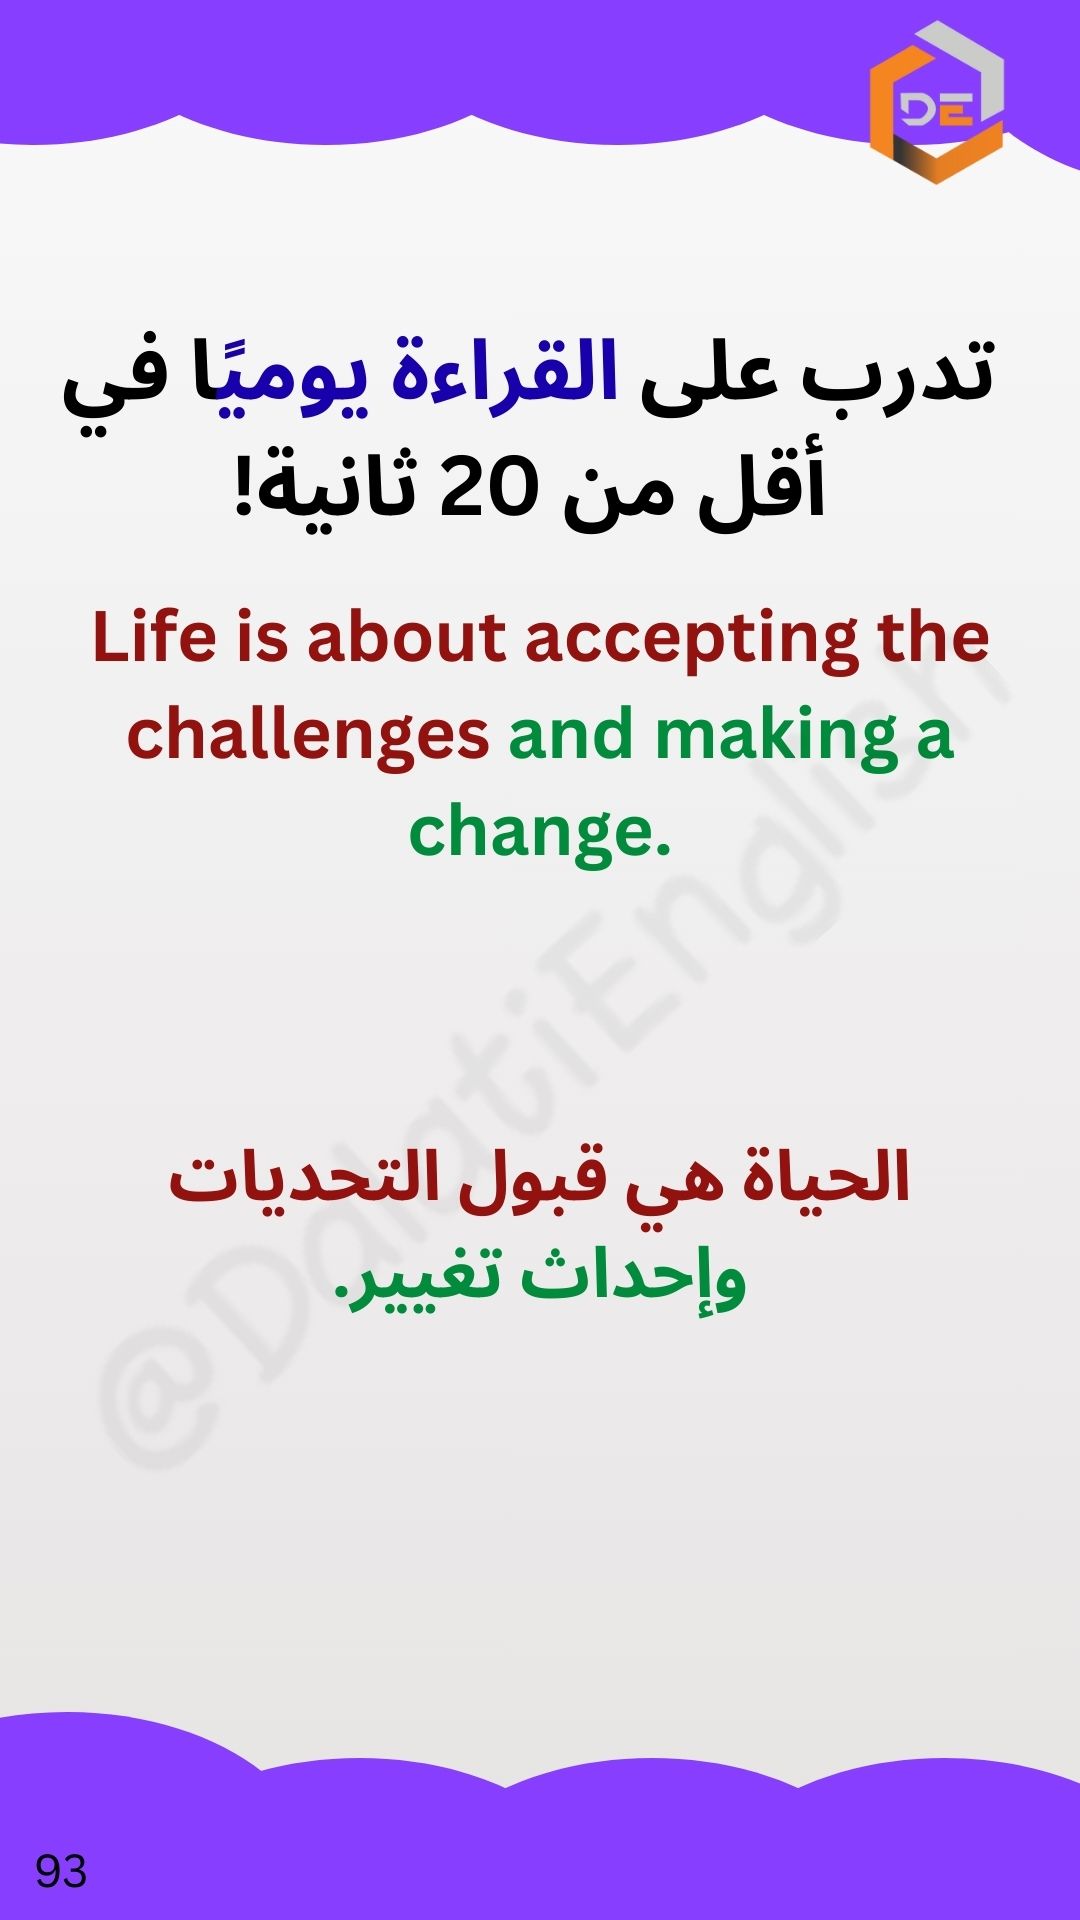 DE
تدرب على القراءة يوميًا في
أقل من 20 ثانية!
Life is about accepting the
challenges and making a
change.
الحياة هي قبول التحديات
وإحداث تغيير.
@DalatiEnglish
93